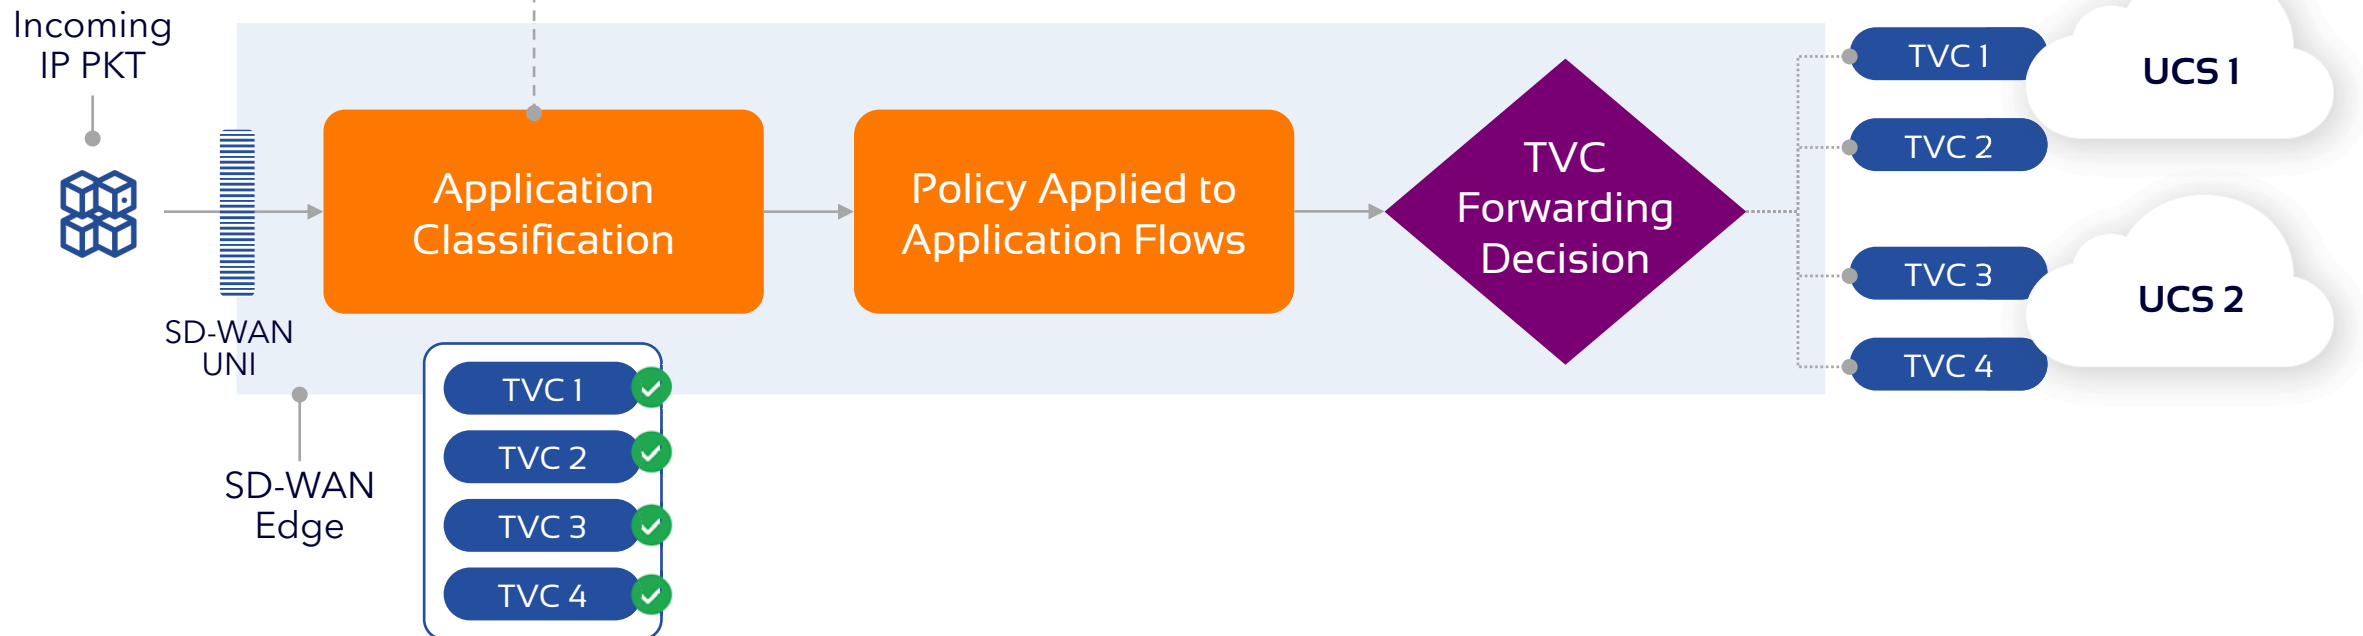 Incoming
IP PKT
SD-WAN
UNI
SD-WAN
Edge
Application
Classification
TVC 1
TVC 2
TVC 3
TVC 4
Policy Applied to
Application Flows
TVC
Forwarding
Decision
TVC 1
TVC 2
TVC 3
TVC 4
UCS 1
UCS 2